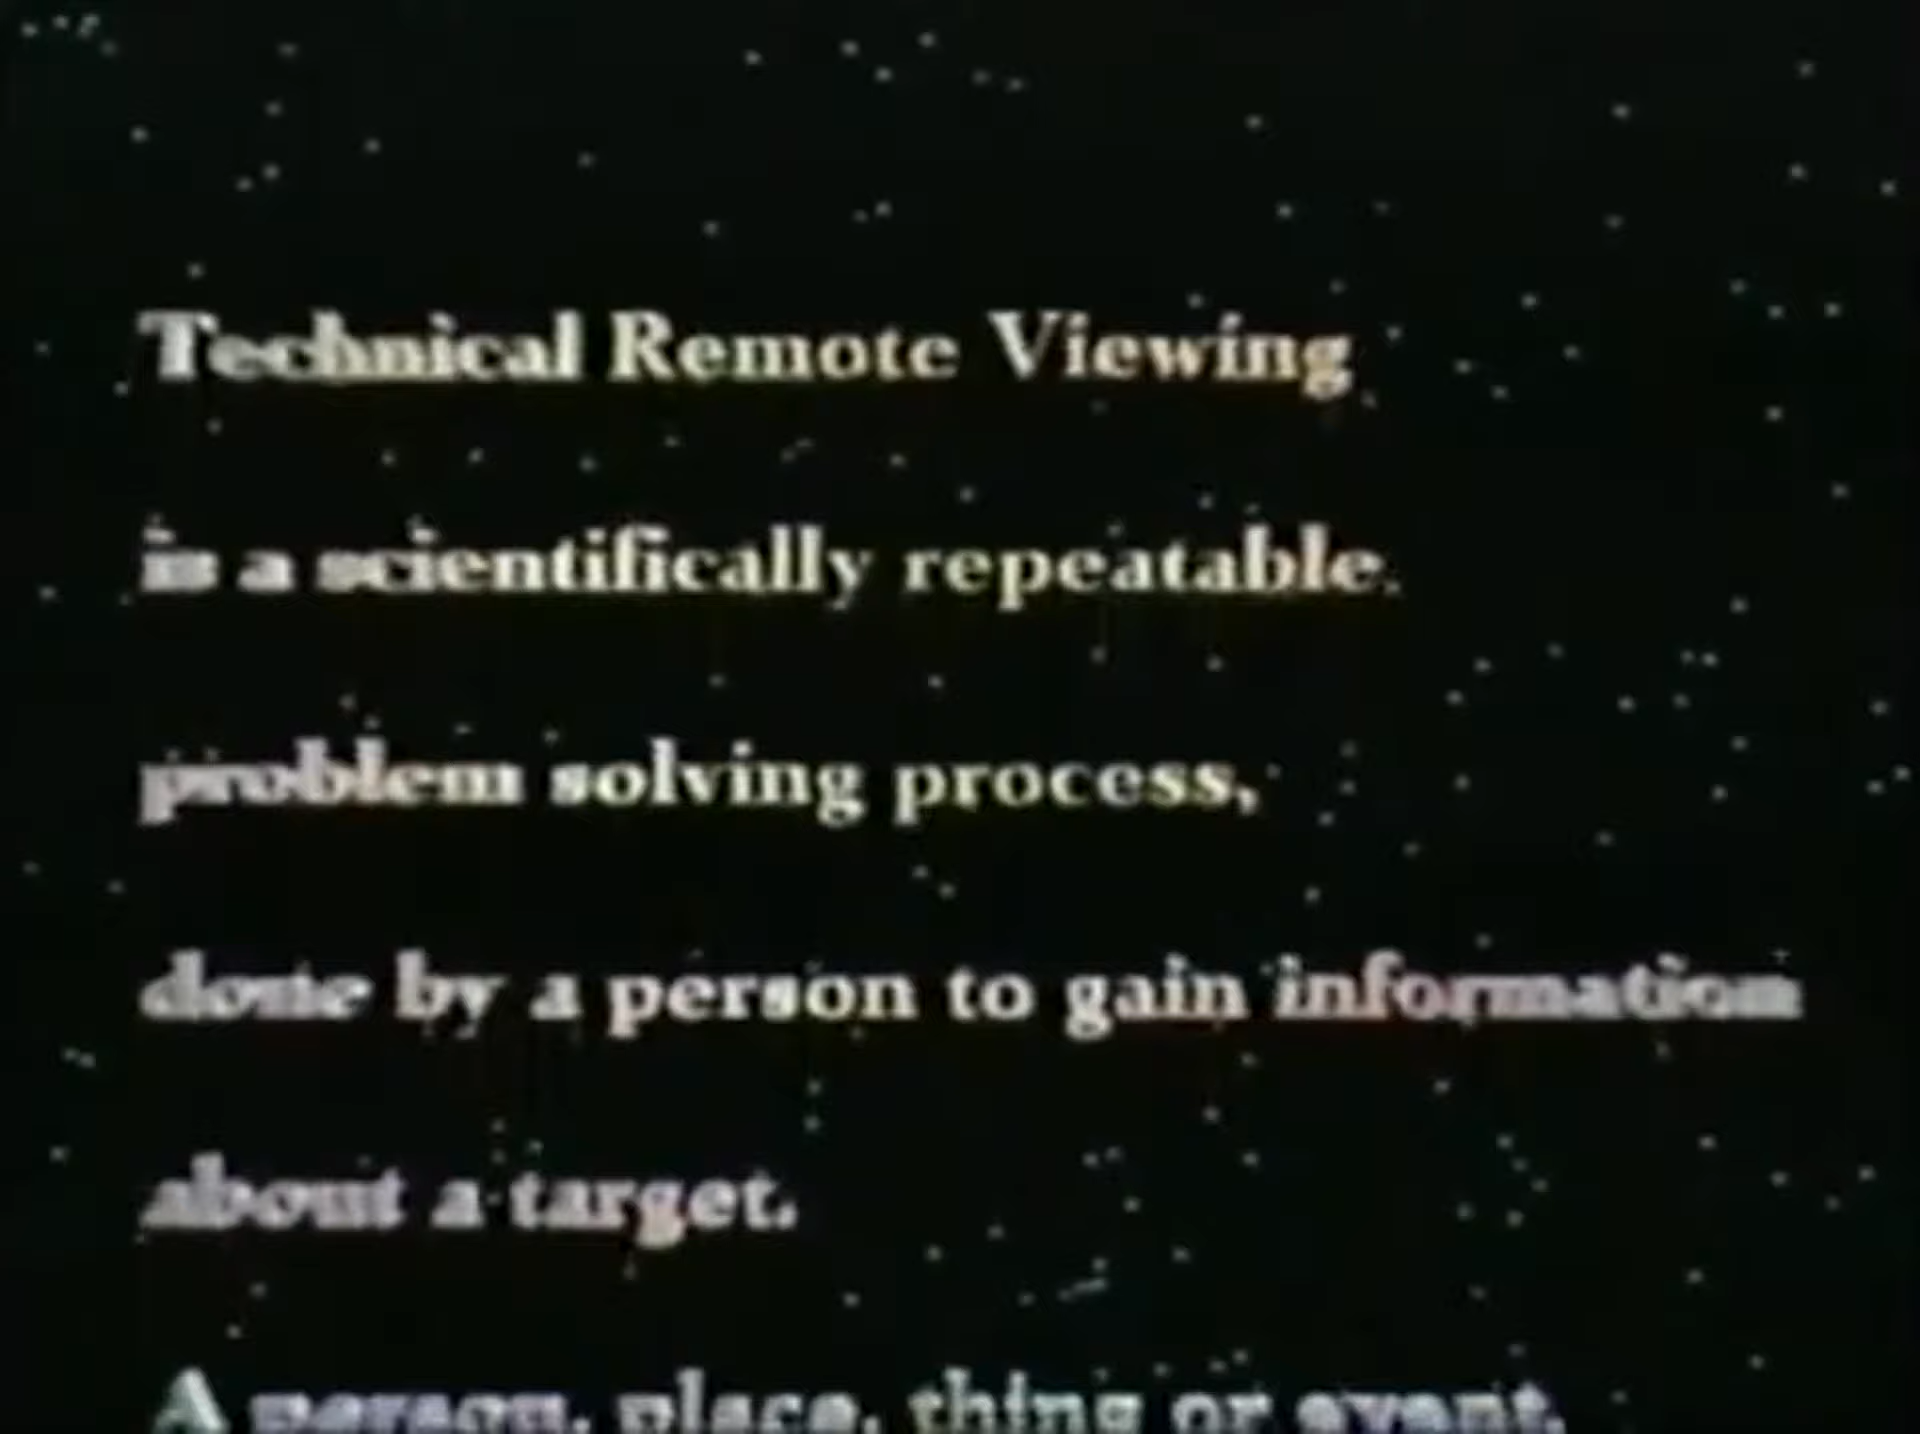 Technical Remote Viewing
is a scientifically repeatable.
problem solving process,
done by a person to gain information
about a target.
A person, place, thing or event.